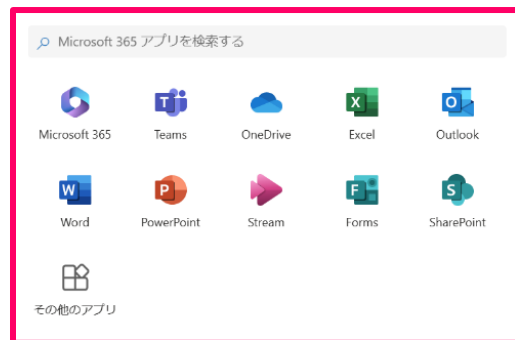 Microsoft 365 アプリを検索する
Microsoft 365 Teams OneDrive Excel Outlook
Word PowerPoint Stream Forms SharePoint
その他のアプリ